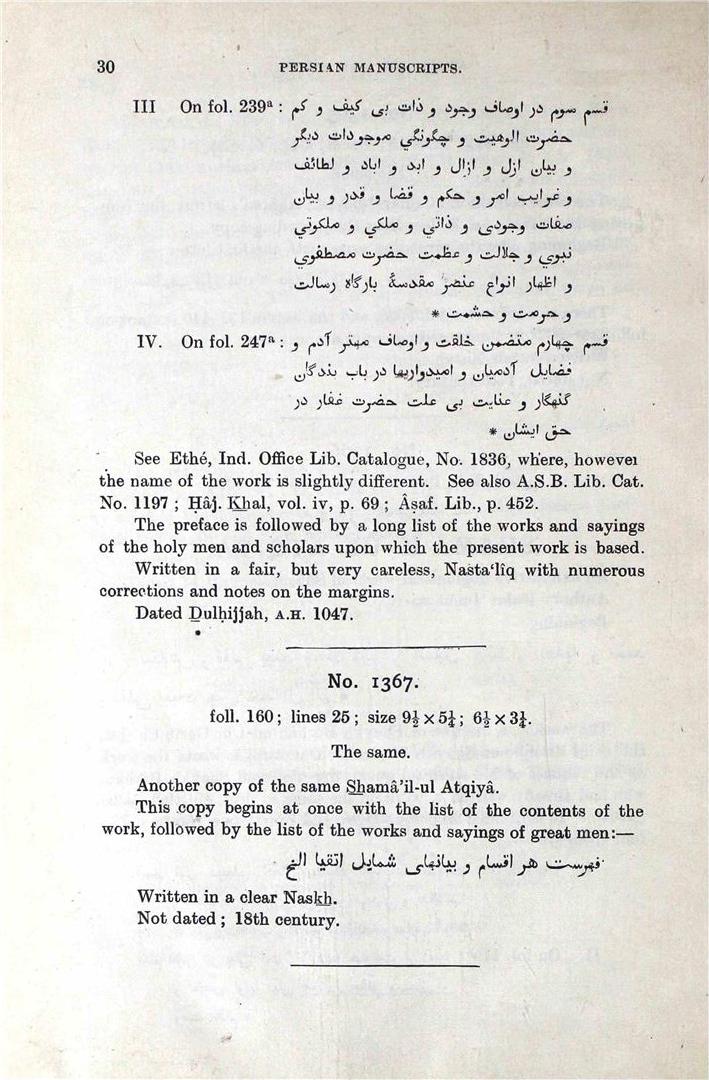 30 PERSIAN MANUSCRIPTS.
III On fol. 239ª : قسم سوم در اوصاف وجود و ذات بی کیف و کم
حضرت الوهیت و چگونگي موجودات دیگر
و بیان ازل و ازال و ابد و اباد و لطائف
و غرایب امر و حکم و قضا و قدر و بیان
صفات وجودی و ذاتي و ملکي و ملکوتي
نبوي و جلالت و عظمت حضرت مصطفوي
و اظهار انواع عنصر مقدسهٔ بارگاه رسالت
و حرمت و حشمت *
IV. On fol. 247ª : قسم چهارم متضمن خلقت و اوصاف مهتر آدم و
فضایل آدمیان و امیدواریها در باب بندگان
گنهگار و عنایت بی علت حضرت غفار در
حق ایشان *
See Ethé, Ind. Office Lib. Catalogue, No. 1836, where, however
the name of the work is slightly different. See also A.S.B. Lib. Cat.
No. 1197 ; Ḥâj. Khal, vol. iv, p. 69 ; Âṣaf. Lib., p. 452.
The preface is followed by a long list of the works and sayings
of the holy men and scholars upon which the present work is based.
Written in a fair, but very careless, Nasta‘lîq with numerous
corrections and notes on the margins.
Dated Ḏulḥijjah, A.H. 1047.
No. 1367.
foll. 160 ; lines 25 ; size 9½ × 5¼ ; 6½ × 3¼.
The same.
Another copy of the same Shamâ’il-ul Atqiyâ.
This copy begins at once with the list of the contents of the
work, followed by the list of the works and sayings of great men:—
فهرست هر اقسام و بیانهای شمایل اتقیا الخ
Written in a clear Naskh.
Not dated ; 18th century.